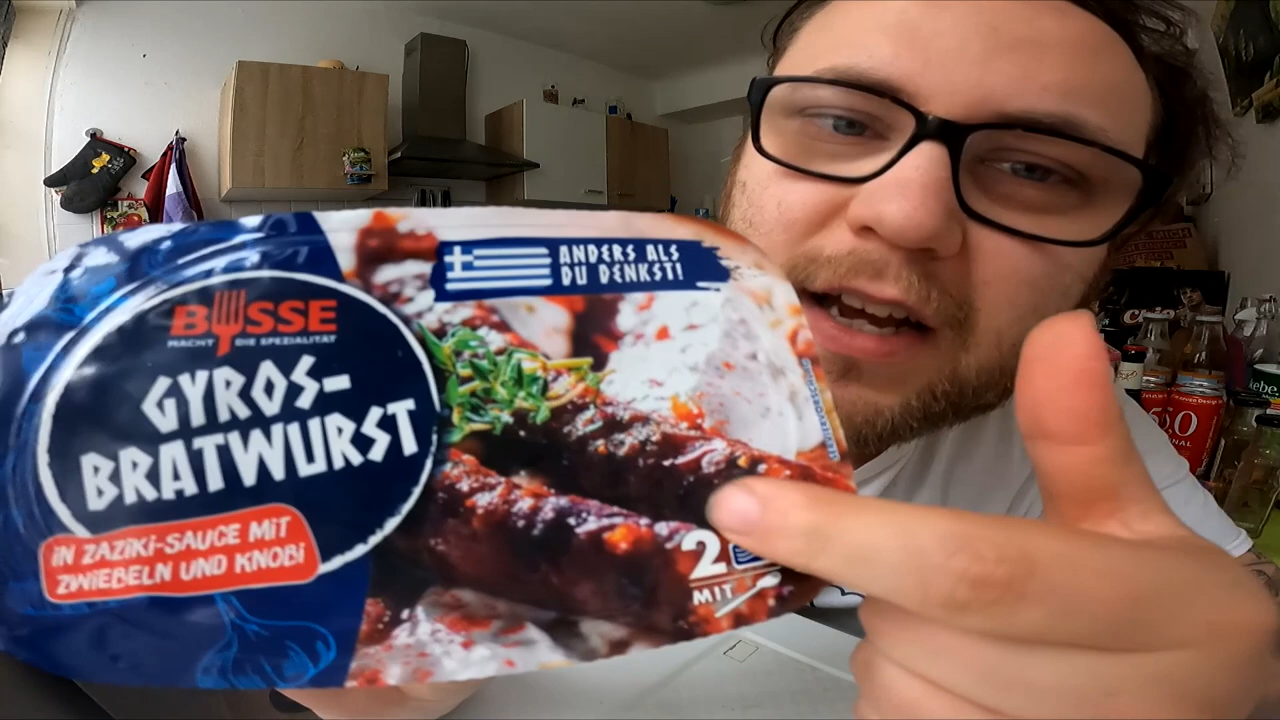 ANDERS ALS
DU DENKST!
BUSSE
MACHT DIE SPEZIALITÄT
GYROS-
BRATWURST
IN ZAZIKI-SAUCE MIT
ZWIEBELN UND KNOBI
2
MIT
SERVIERVORSCHLAG